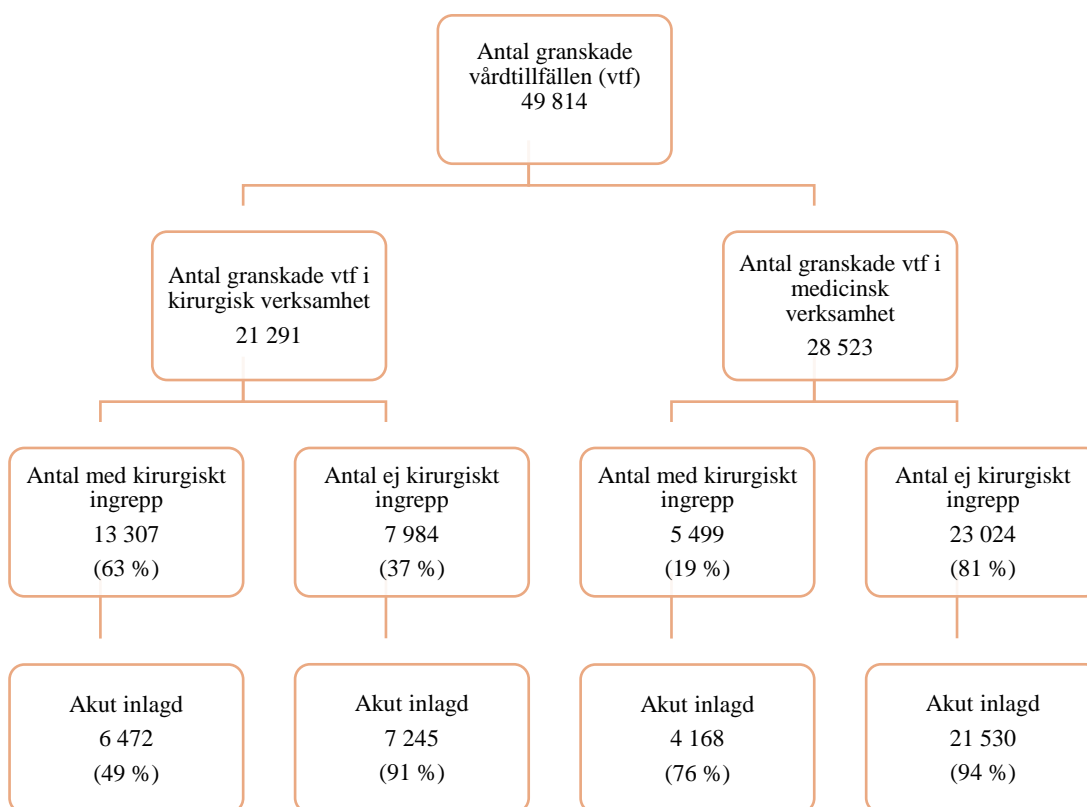 Antal granskade
vårdtillfällen (vtf)
49 814
Antal granskade vtf i
kirurgisk verksamhet
21 291
Antal granskade vtf i
medicinsk
verksamhet
28 523
Antal med kirurgiskt
ingrepp
13 307
(63 %)
Antal ej kirurgiskt
ingrepp
7 984
(37 %)
Antal med kirurgiskt
ingrepp
5 499
(19 %)
Antal ej kirurgiskt
ingrepp
23 024
(81 %)
Akut inlagd
6 472
(49 %)
Akut inlagd
7 245
(91 %)
Akut inlagd
4 168
(76 %)
Akut inlagd
21 530
(94 %)